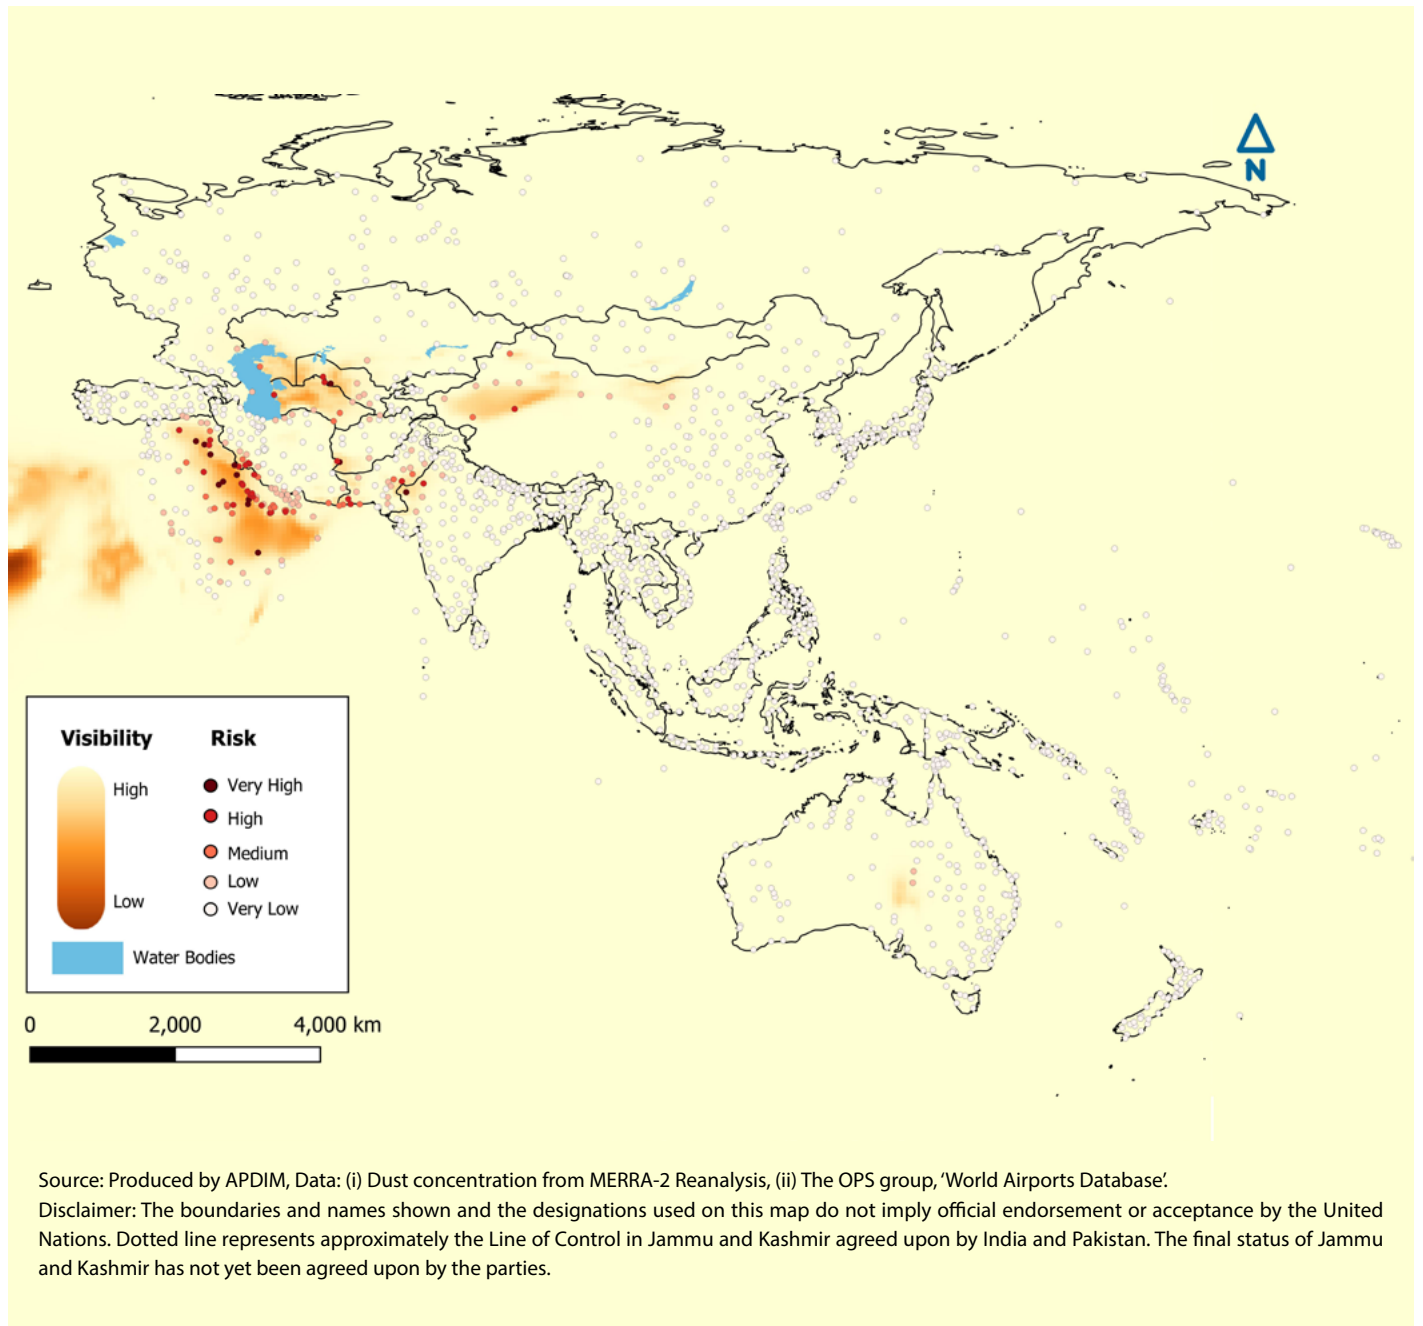 N
Visibility
Risk
High
Low
Very High
High
Medium
Low
Very Low
Water Bodies
0 2,000 4,000 km
Source: Produced by APDIM, Data: (i) Dust concentration from MERRA-2 Reanalysis, (ii) The OPS group, ‘World Airports Database’.
Disclaimer: The boundaries and names shown and the designations used on this map do not imply official endorsement or acceptance by the United
Nations. Dotted line represents approximately the Line of Control in Jammu and Kashmir agreed upon by India and Pakistan. The final status of Jammu
and Kashmir has not yet been agreed upon by the parties.